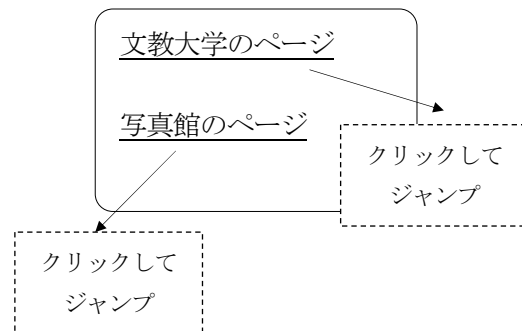 文教大学のページ
写真館のページ
クリックして
ジャンプ
クリックして
ジャンプ